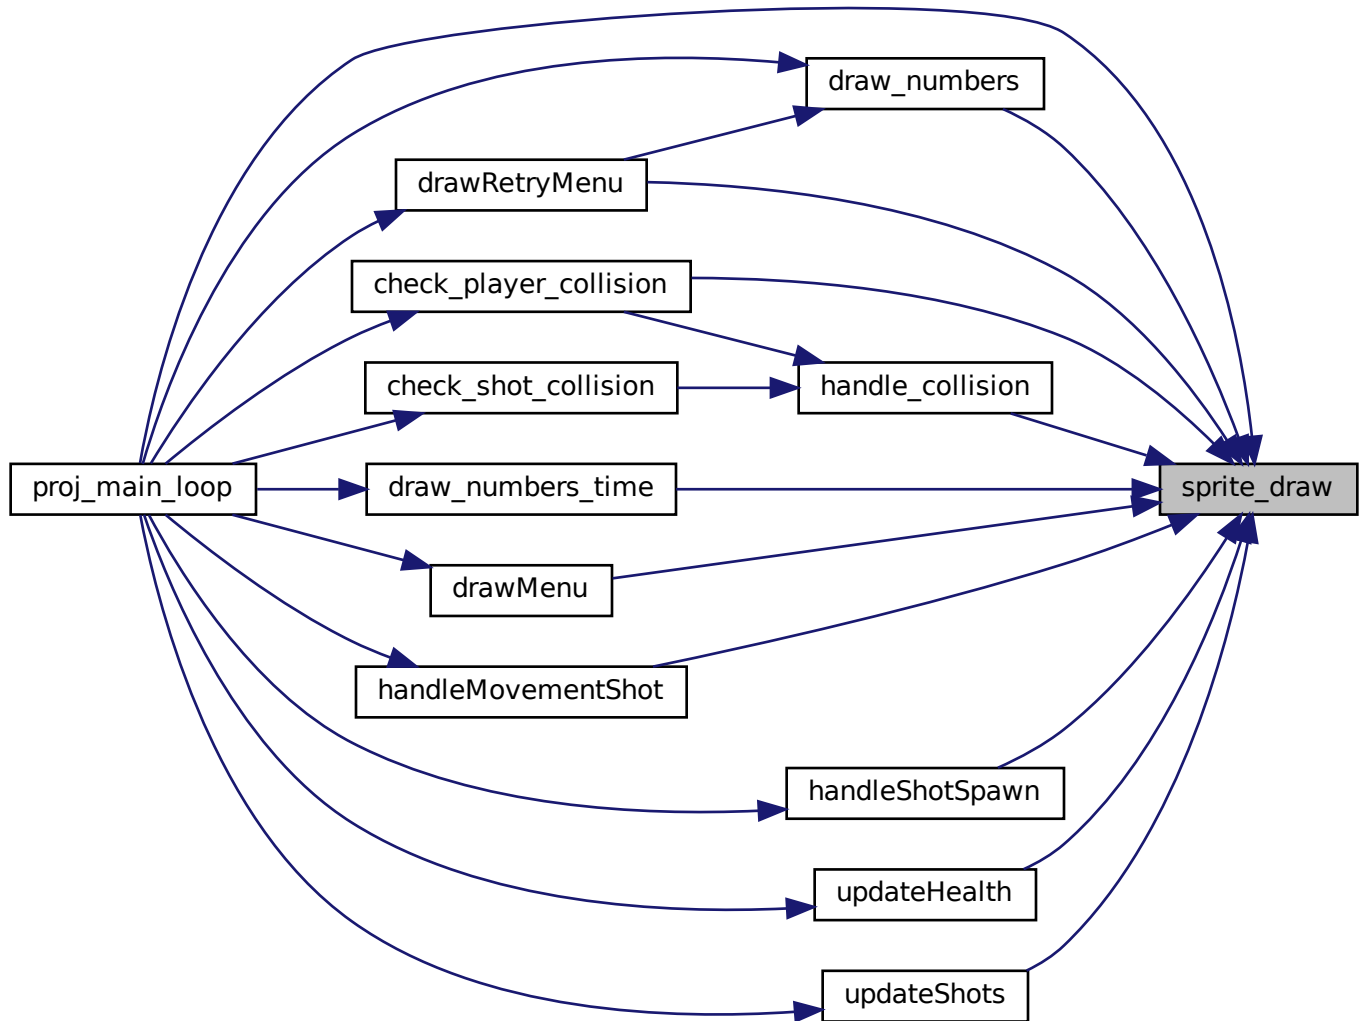 draw_numbers
drawRetryMenu
check_player_collision
handle_collision
check_shot_collision
proj_main_loop
draw_numbers_time
sprite_draw
drawMenu
handleMovementShot
handleShotSpawn
updateHealth
updateShots